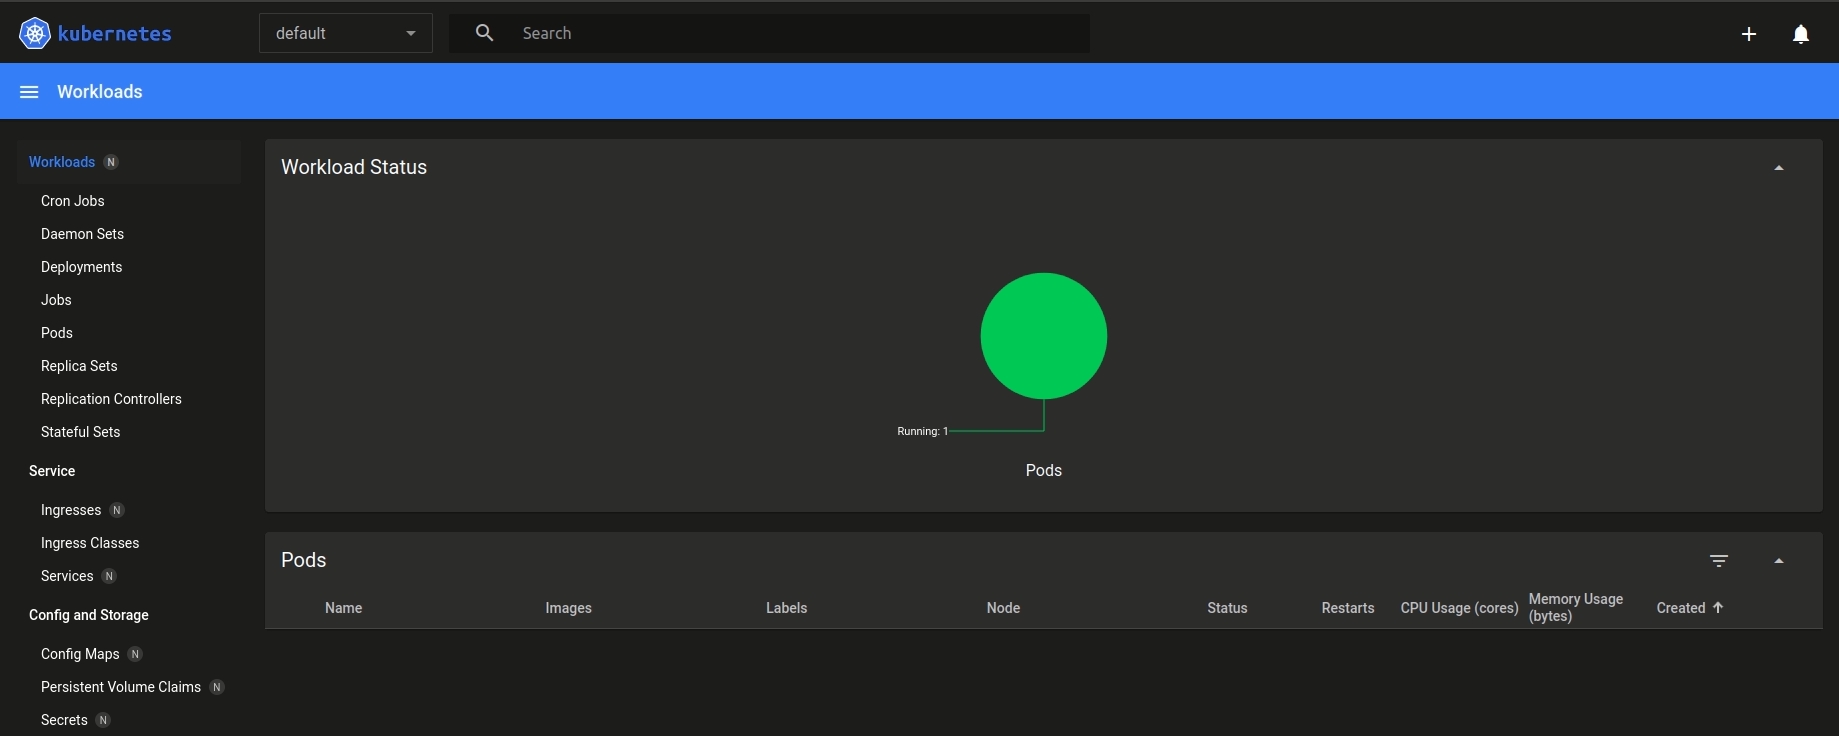 kubernetes
default
Search
Workloads
Workloads N
Cron Jobs
Daemon Sets
Deployments
Jobs
Pods
Replica Sets
Replication Controllers
Stateful Sets
Service
Ingresses N
Ingress Classes
Services N
Config and Storage
Config Maps N
Persistent Volume Claims N
Secrets N
Workload Status
Running: 1
Pods
Pods
Name Images Labels Node Status Restarts CPU Usage (cores) Memory Usage (bytes) Created